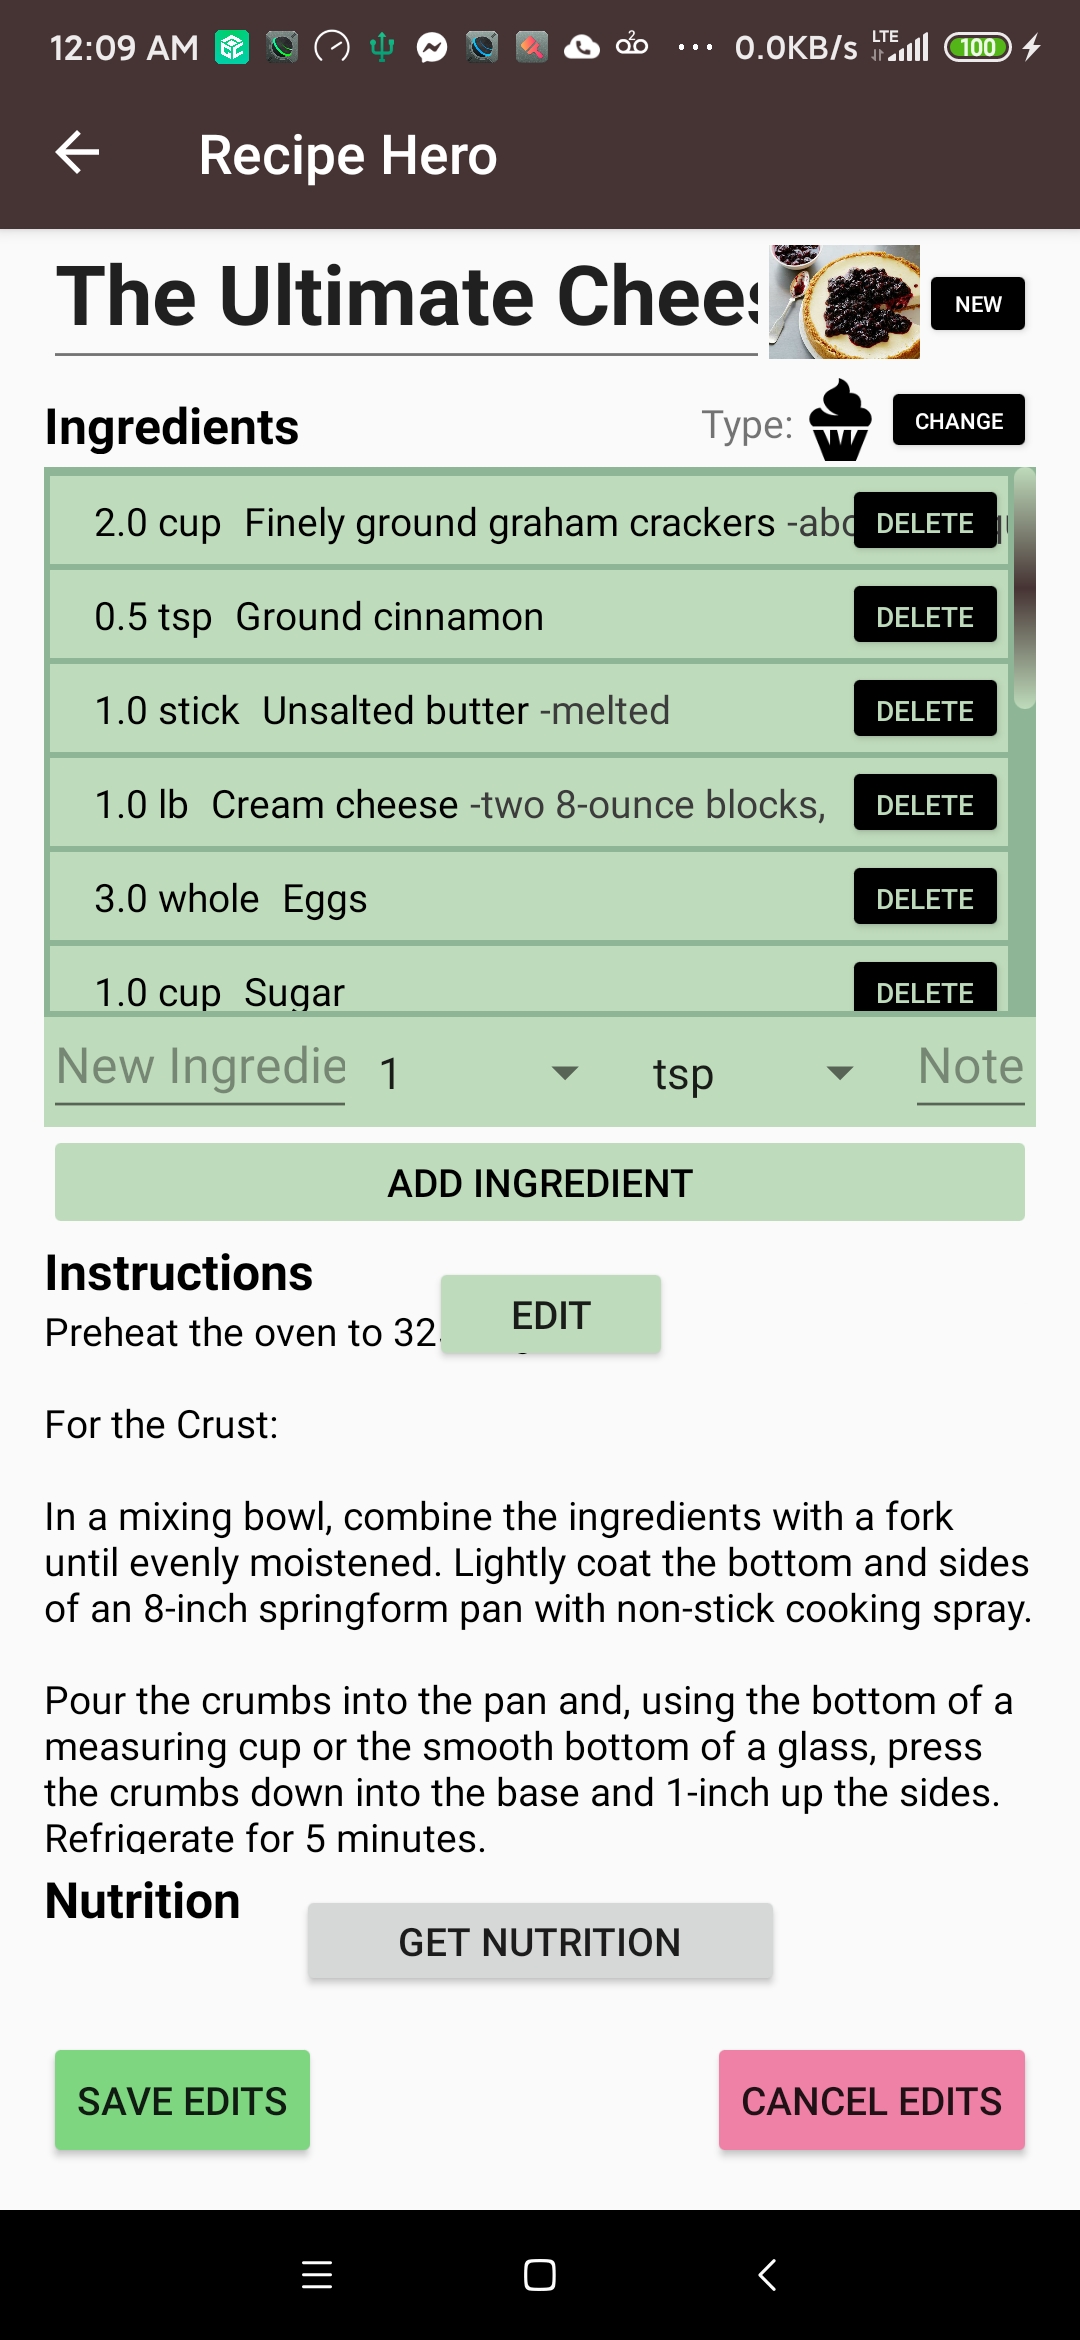 12:09 AM 2 0.0KB/s LTE 100
Recipe Hero
The Ultimate
NEW
Ingredients Type: CHANGE
2.0 cup Finely ground graham crackers DELETE
0.5 tsp Ground cinnamon DELETE
1.0 stick Unsalted butter -melted DELETE
1.0 lb Cream cheese -two 8-ounce blocks, DELETE
3.0 whole Eggs DELETE
1.0 cup Sugar DELETE
New Ingredie 1 tsp Note
ADD INGREDIENT
Instructions
EDIT
Preheat the oven to
For the Crust:
In a mixing bowl, combine the ingredients with a fork
until evenly moistened. Lightly coat the bottom and sides
of an 8-inch springform pan with non-stick cooking spray.
Pour the crumbs into the pan and, using the bottom of a
measuring cup or the smooth bottom of a glass, press
the crumbs down into the base and 1-inch up the sides.
Refrigerate for 5 minutes.
Nutrition
GET NUTRITION
SAVE EDITS CANCEL EDITS